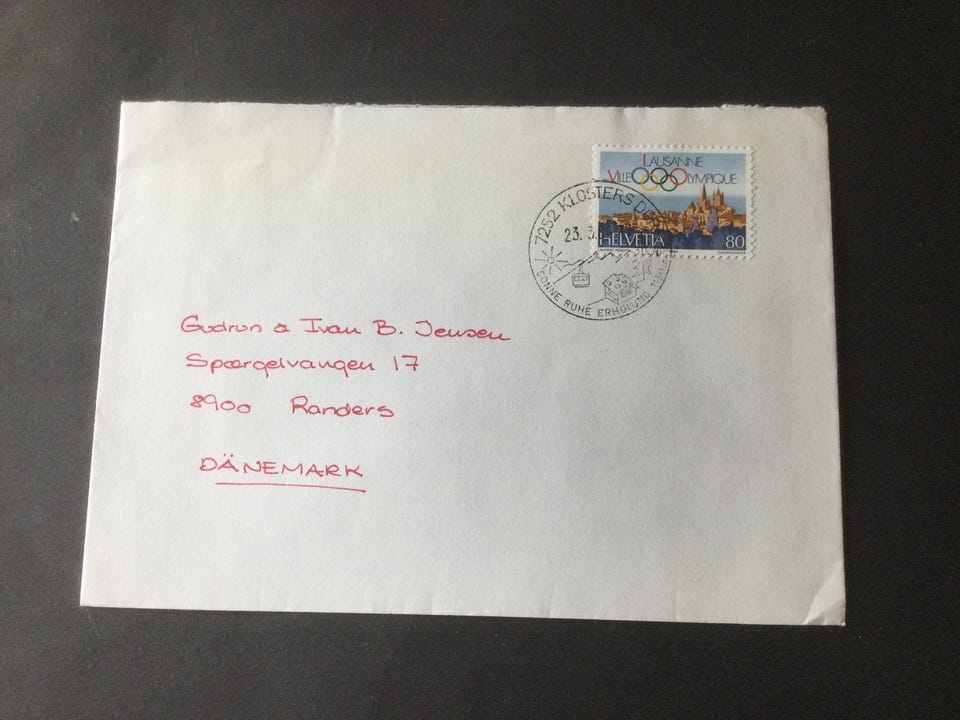 LAUSANNE
VILLE OLYMPIQUE
HELVETIA 80
7252 KLOSTERS
23. 3.
SONNE RUHE ERHOLUNG
Gudrun & Ivan B. Jensen
Spærgelvangen 17
8900 Randers
DÄNEMARK